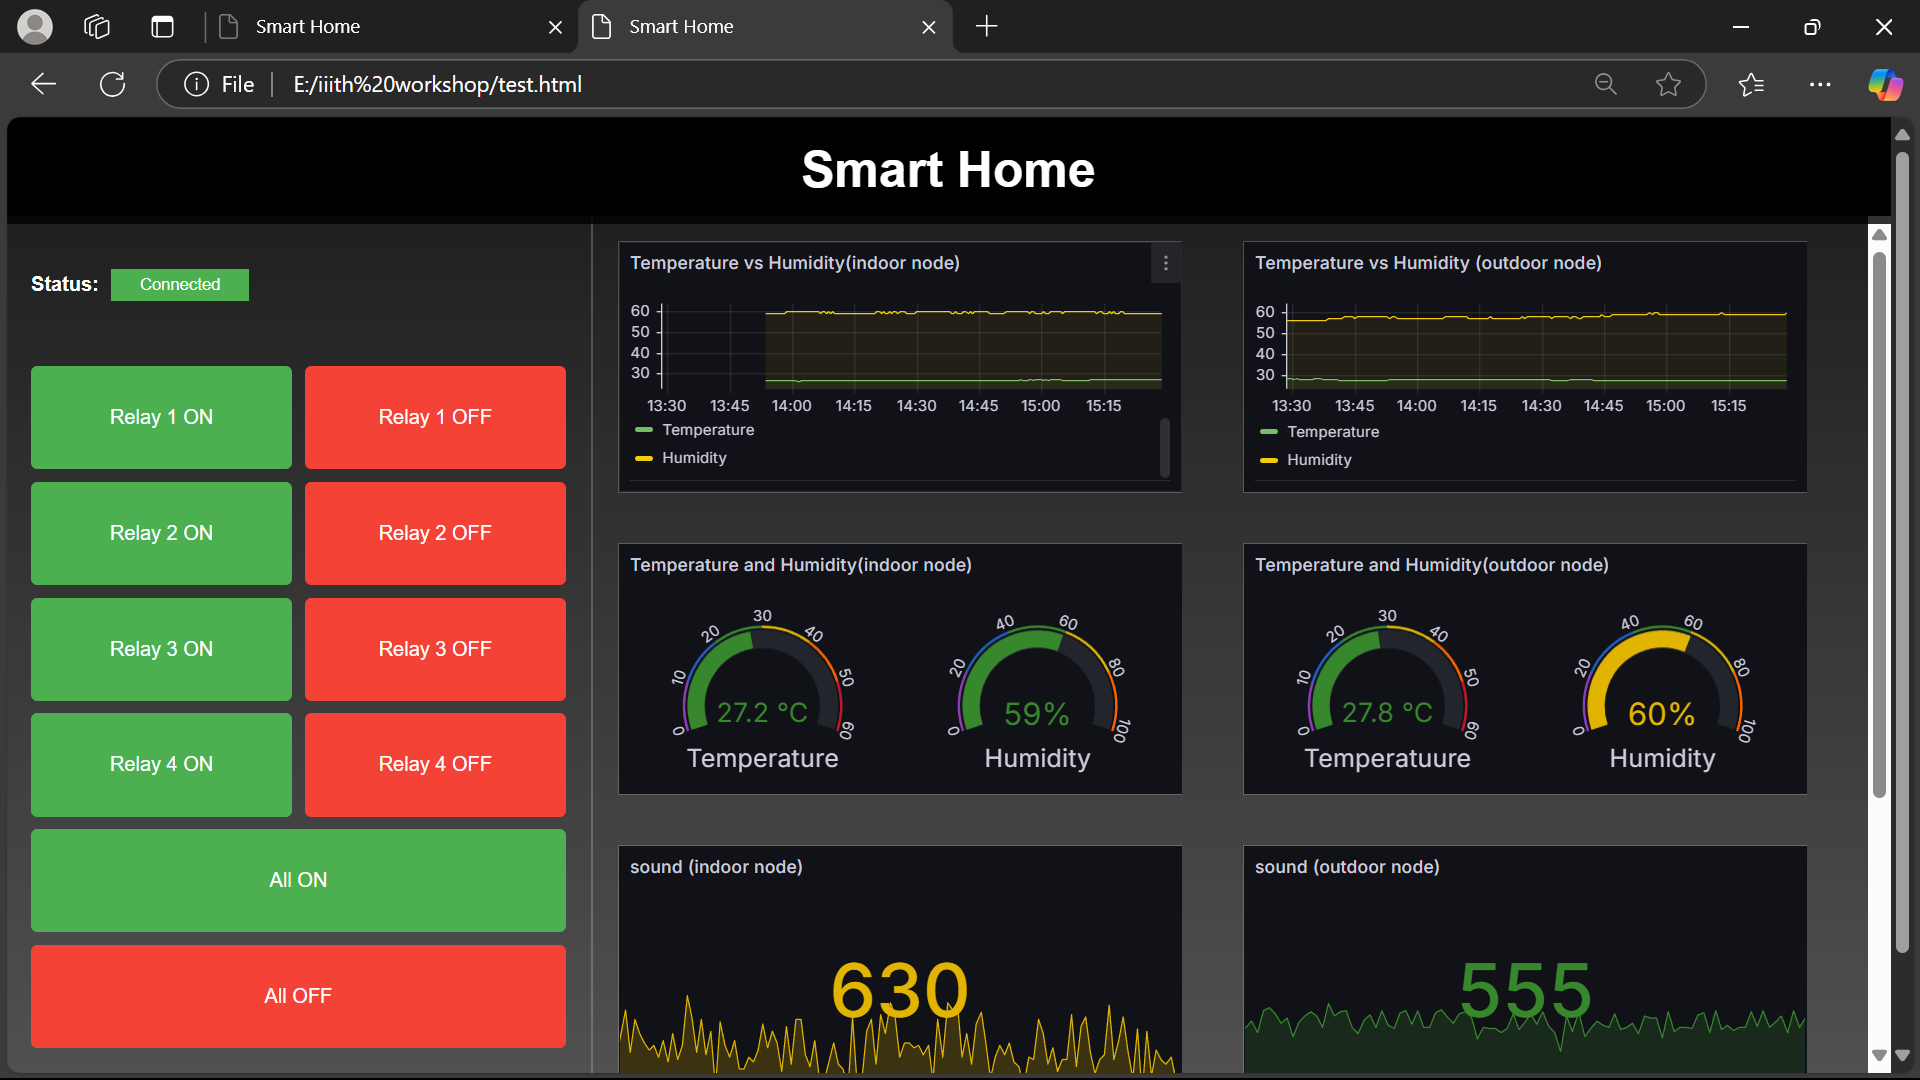 Smart Home
Smart Home
File
E:/iiith%20workshop/test.html
Smart Home
Status:
Connected
Relay 1 ON
Relay 1 OFF
Relay 2 ON
Relay 2 OFF
Relay 3 ON
Relay 3 OFF
Relay 4 ON
Relay 4 OFF
All ON
All OFF
Temperature vs Humidity(indoor node)
60
50
40
30
13:30 13:45 14:00 14:15 14:30 14:45 15:00 15:15
Temperature
Humidity
Temperature vs Humidity (outdoor node)
60
50
40
30
13:30 13:45 14:00 14:15 14:30 14:45 15:00 15:15
Temperature
Humidity
Temperature and Humidity(indoor node)
0 10 20 30 40 50 60
27.2 °C
Temperature
0 20 40 60 80 100
59%
Humidity
Temperature and Humidity(outdoor node)
0 10 20 30 40 50 60
27.8 °C
Temperatuure
0 20 40 60 80 100
60%
Humidity
sound (indoor node)
630
sound (outdoor node)
555